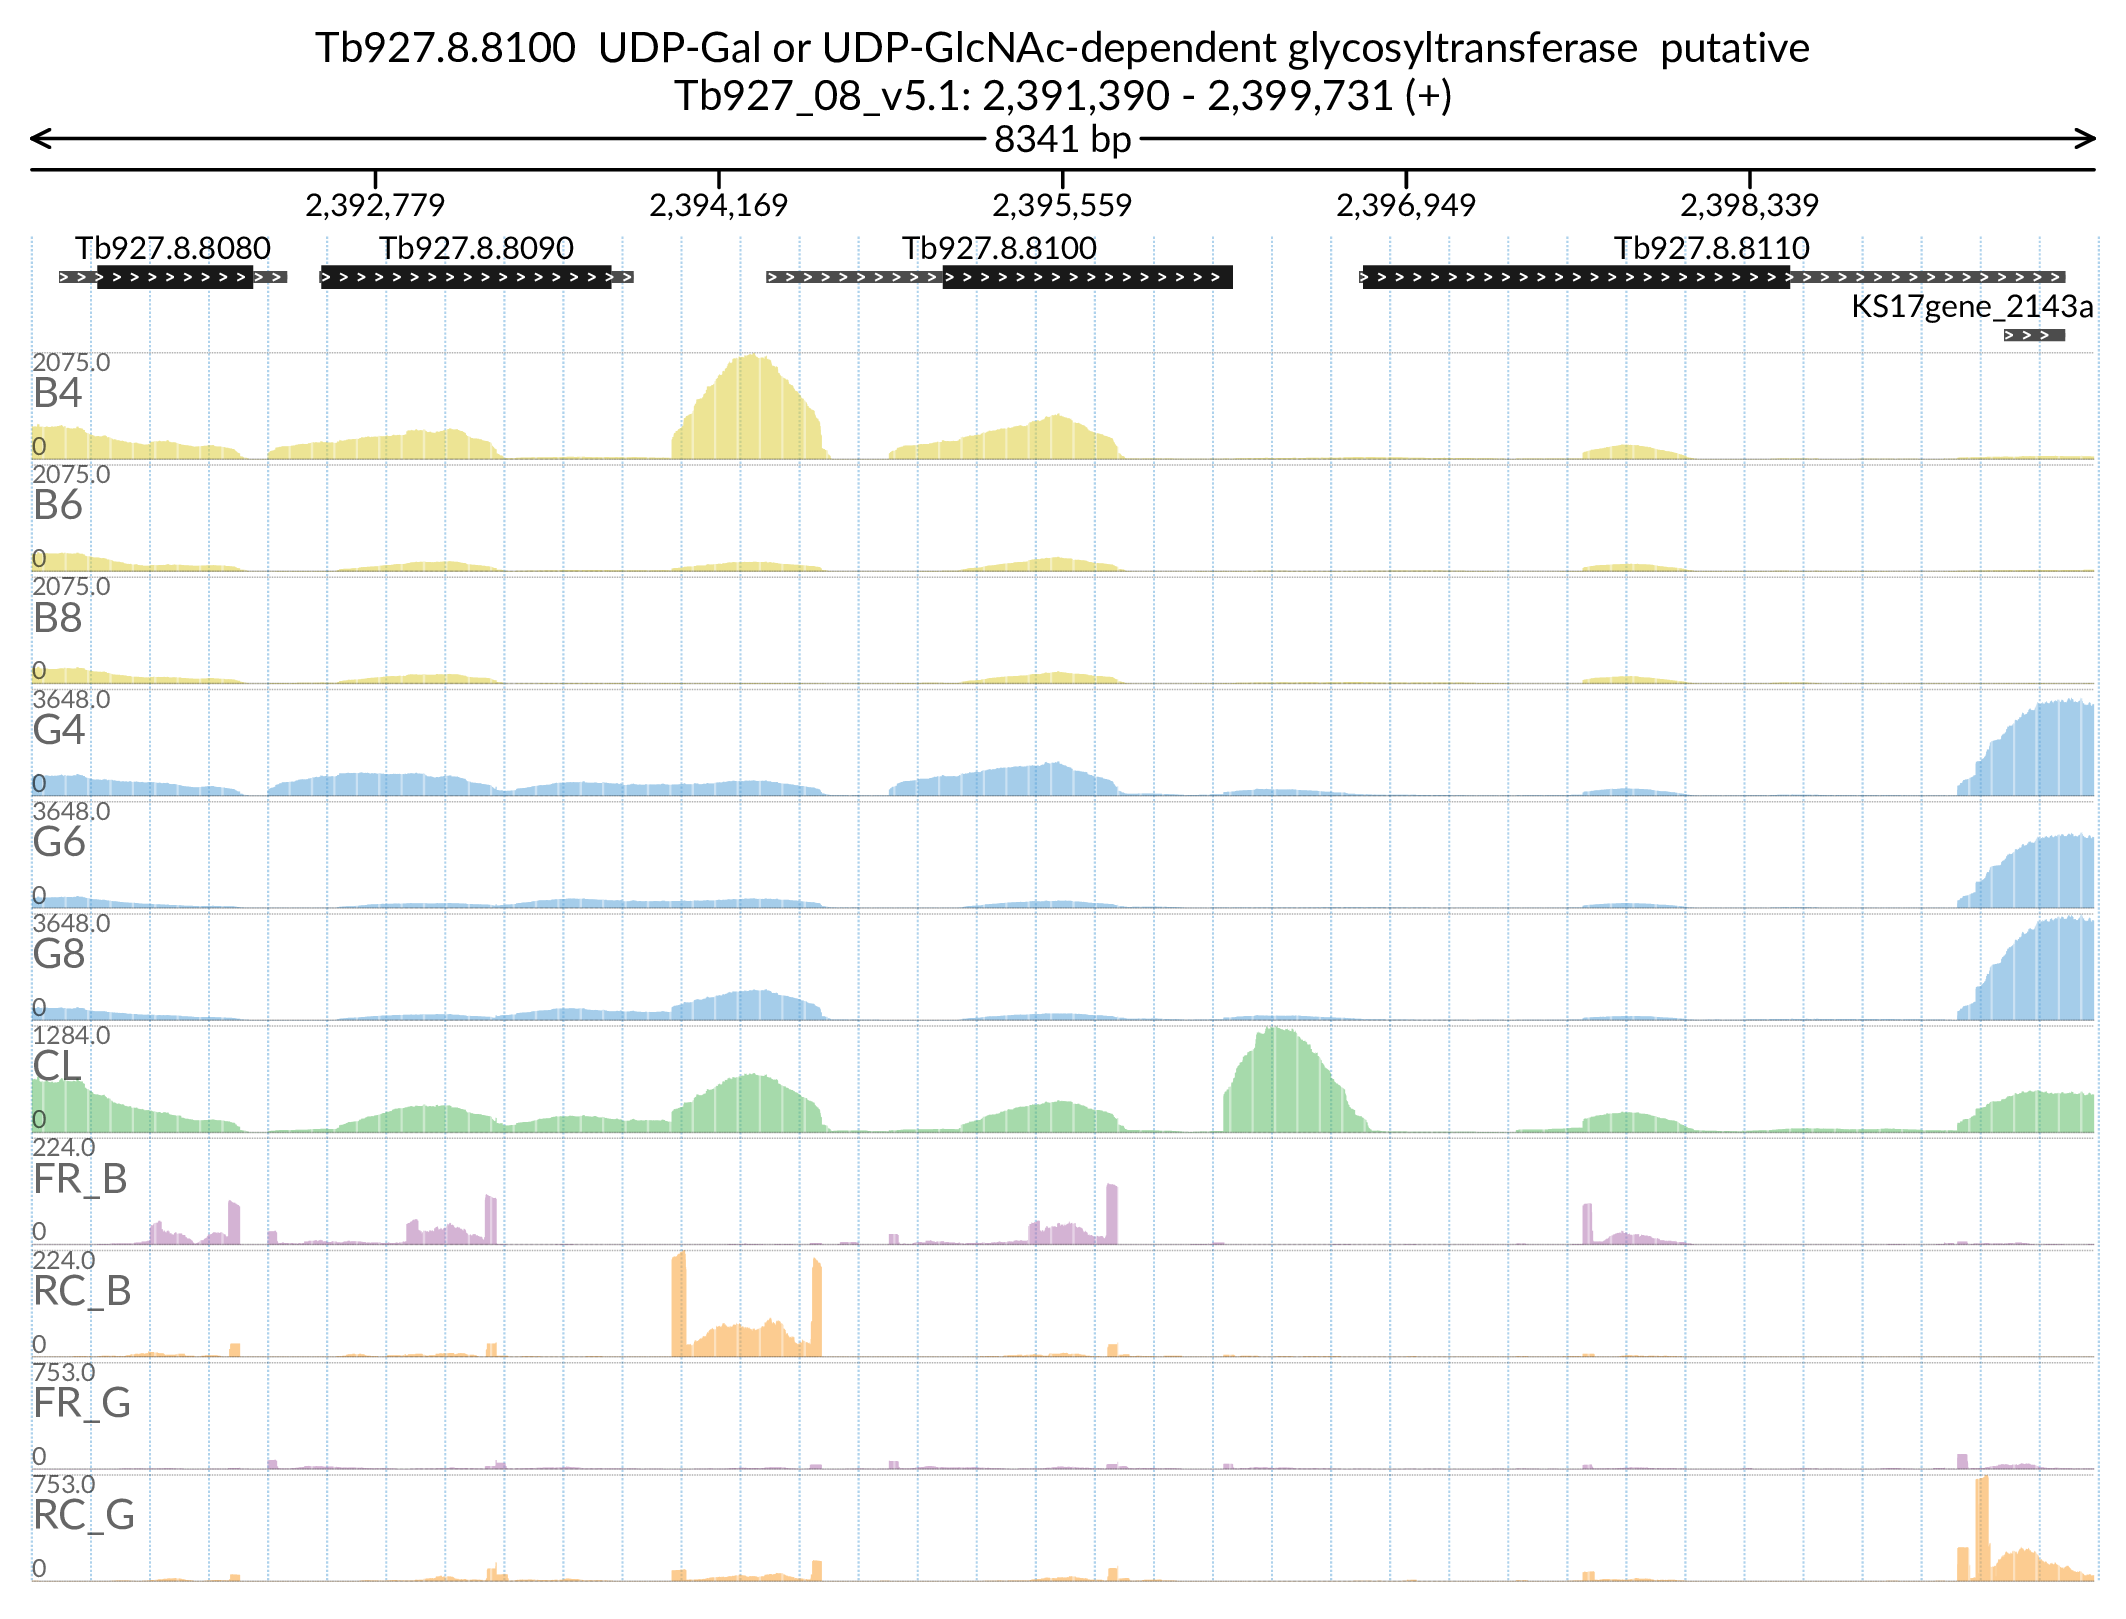 Tb927.8.8100 UDP-Gal or UDP-GlcNAc-dependent glycosyltransferase putative
Tb927_08_v5.1: 2,391,390 - 2,399,731 (+)
8341 bp
2,392,779 2,394,169 2,395,559 2,396,949 2,398,339
Tb927.8.8080 Tb927.8.8090 Tb927.8.8100 Tb927.8.8110
KS17gene_2143a
2075.0
B4
0
2075.0
B6
0
2075.0
B8
0
3648.0
G4
0
3648.0
G6
0
3648.0
G8
0
1284.0
CL
0
224.0
FR_B
0
224.0
RC_B
0
753.0
FR_G
0
753.0
RC_G
0